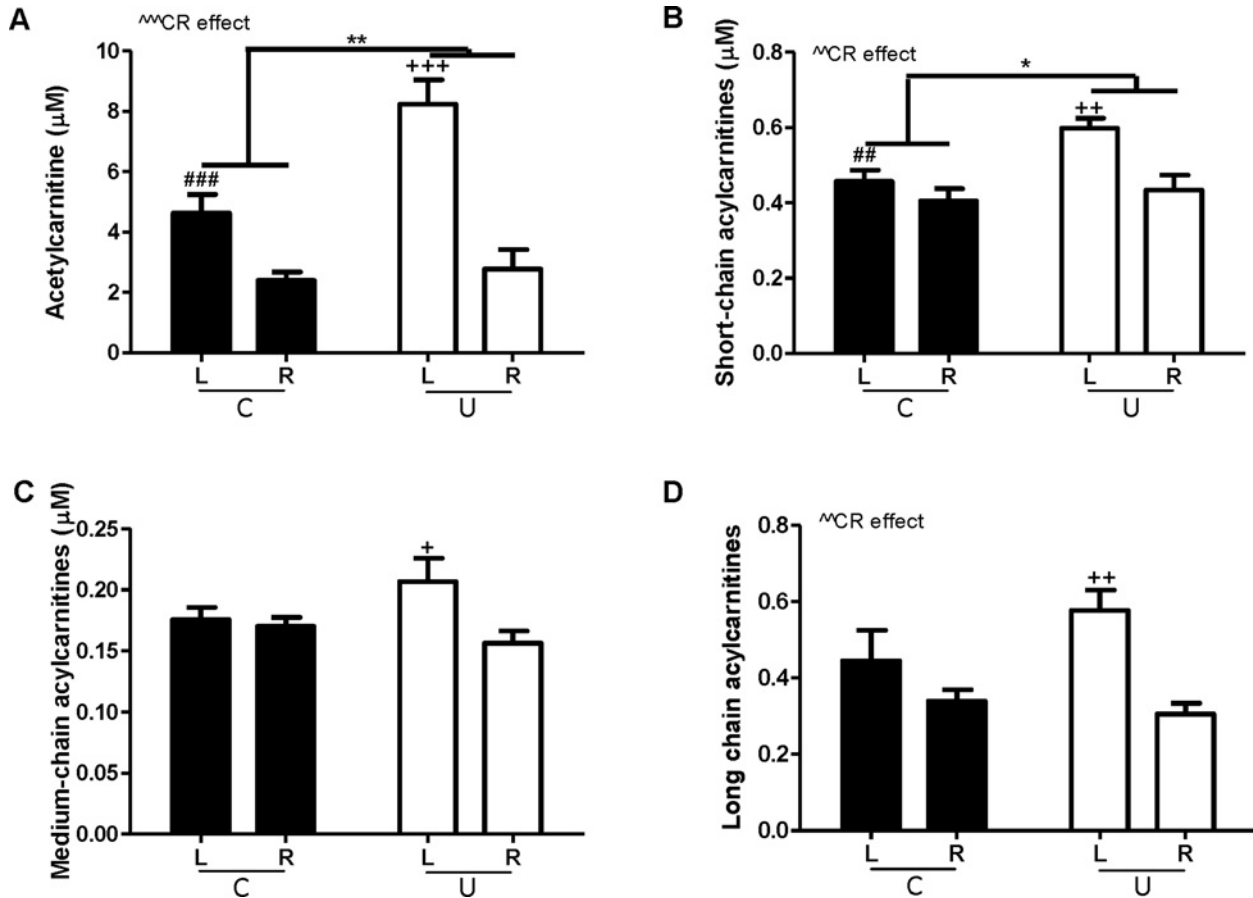 A
^^^CR effect
**
+++
###
Acetylcarnitine (μM)
10
8
6
4
2
0
L R L R
C U
B
^^CR effect
*
++
##
Short-chain acylcarnitines (μM)
0.8
0.6
0.4
0.2
0.0
L R L R
C U
C
+
Medium-chain acylcarnitines (μM)
0.25
0.20
0.15
0.10
0.05
0.00
L R L R
C U
D
^^CR effect
++
Long chain acylcarnitines
0.8
0.6
0.4
0.2
0.0
L R L R
C U